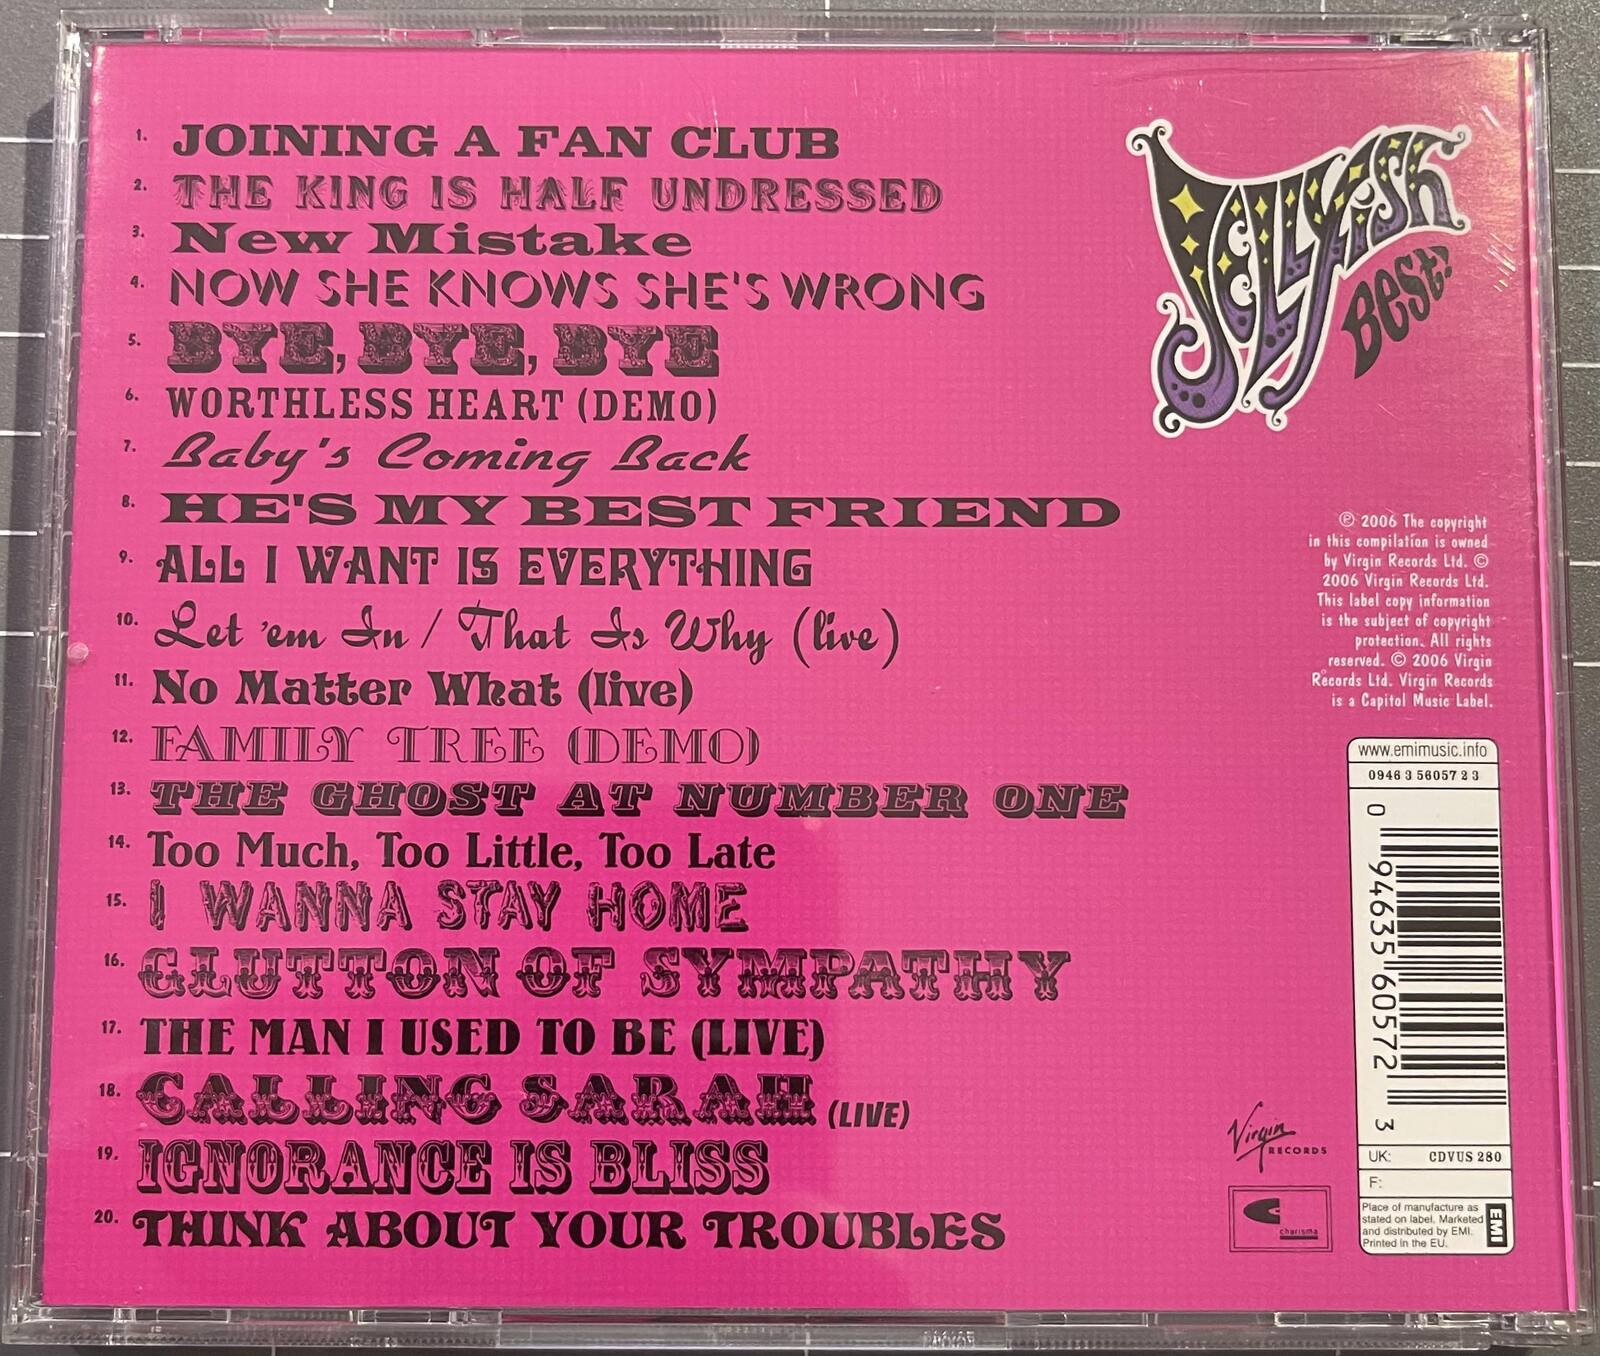 1. JOINING A FAN CLUB
2. THE KING IS HALF UNDRESSED
3. New Mistake
4. NOW SHE KNOWS SHE'S WRONG
5. BYE, BYE, BYE
6. WORTHLESS HEART (DEMO)
7. Baby's Coming Back
8. HE'S MY BEST FRIEND
9. ALL I WANT IS EVERYTHING
10. Let 'em In / That Is Why (live)
11. No Matter What (live)
12. FAMILY TREE (DEMO)
13. THE GHOST AT NUMBER ONE
14. Too Much, Too Little, Too Late
15. I WANNA STAY HOME
16. GLUTTON OF SYMPATHY
17. THE MAN I USED TO BE (LIVE)
18. CALLING SARAH (LIVE)
19. IGNORANCE IS BLISS
20. THINK ABOUT YOUR TROUBLES
JELLYFISH
BEST!
℗ 2006 The copyright
in this compilation is owned
by Virgin Records Ltd. ©
2006 Virgin Records Ltd.
This label copy information
is the subject of copyright
protection. All rights
reserved. © 2006 Virgin
Records Ltd. Virgin Records
is a Capitol Music Label.
www.emimusic.info
0946 3 56057 2 3
0 94635 60572 3
UK: CDVUS 280
F:
Place of manufacture as
stated on label. Marketed
and distributed by EMI.
Printed in the EU.
EMI
Virgin
RECORDS
charisma